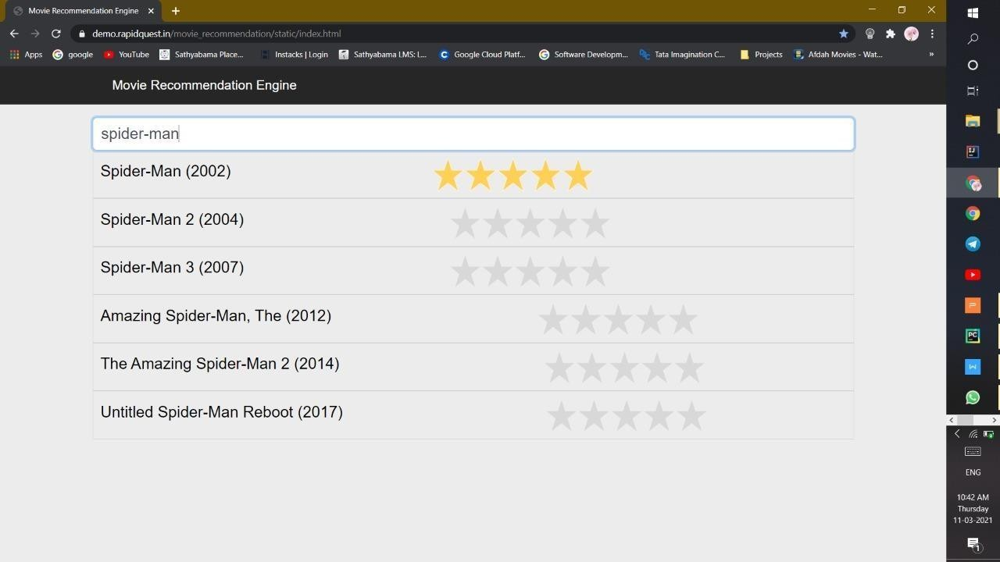 Movie Recommendation Engine
demo.rapidquest.in/movie_recommendation/static/index.html
Apps google YouTube Sathyabama Place... Instacks | Login Sathyabama LMS: L... Google Cloud Platf... Software Developm... Tata Imagination C... Projects Afdah Movies - Wat... »
Movie Recommendation Engine
spider-man
Spider-Man (2002)
Spider-Man 2 (2004)
Spider-Man 3 (2007)
Amazing Spider-Man, The (2012)
The Amazing Spider-Man 2 (2014)
Untitled Spider-Man Reboot (2017)
IJ
PC
W
ENG
10:42 AM
Thursday
11-03-2021
1